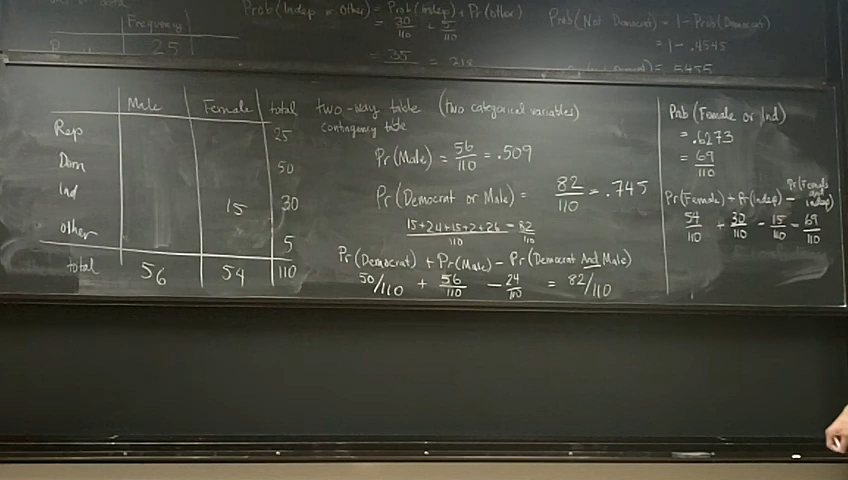 Frequency
25
Prob(Indep or Other) = Prob(Indep) + Pr(other)
= 30/110 + 5/110
= 35
Prob(Not Democrat) = 1 - Prob(Democrat)
= 1 - .4545
= .5455
Male Female total
Rep 25
Dem 50
Ind 15 30
other 5
total 56 54 110
two-way table (two categorical variables)
contingency table
Pr(Male) = 56/110 = .509
Pr(Democrat or Male) = 82/110 = .745
15+24+15+2+26/110 = 82/110
Pr(Democrat) + Pr(Male) - Pr(Democrat And Male)
50/110 + 56/110 - 24/110 = 82/110
Prob(Female or Ind)
= .6273
= 69/110
Pr(Female) + Pr(Indep) - Pr(Female and Indep)
54/110 + 30/110 - 15/110 = 69/110